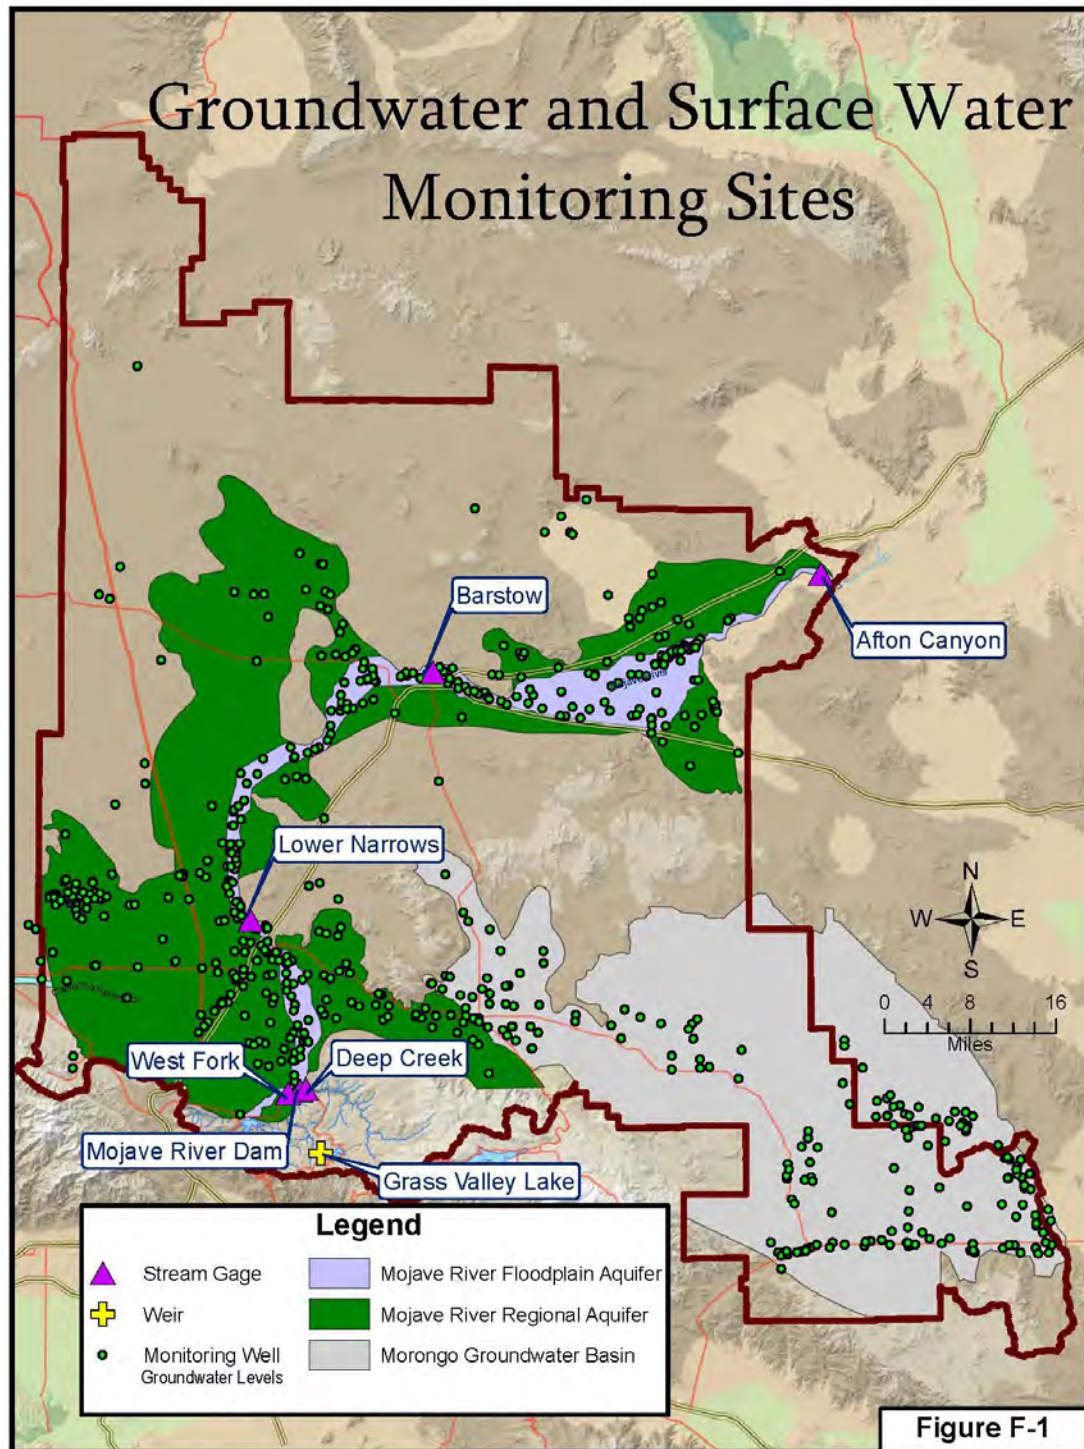 Groundwater and Surface Water
Monitoring Sites
Barstow
Afton Canyon
Mojave River
Lower Narrows
N
W E
S
0 4 8 16
Miles
West Fork
Deep Creek
Mojave River Dam
Grass Valley Lake
Legend
Stream Gage
Weir
Monitoring Well
Groundwater Levels
Mojave River Floodplain Aquifer
Mojave River Regional Aquifer
Morongo Groundwater Basin
Figure F-1